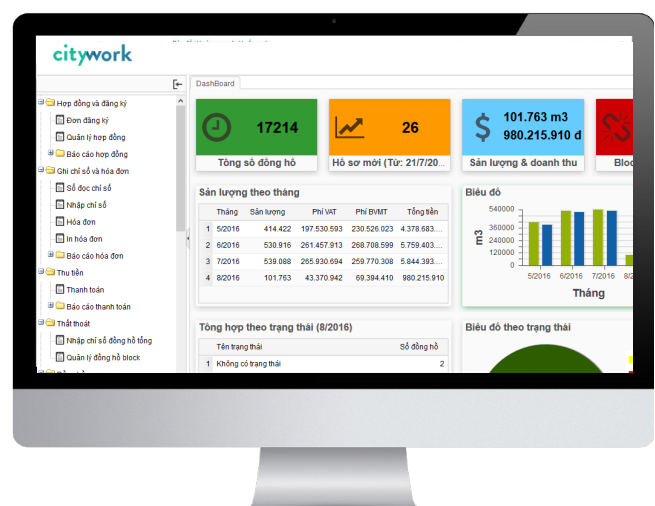 citywork
DashBoard
Hợp đồng và đăng ký
Đơn đăng ký
Quản lý hợp đồng
Báo cáo hợp đồng
Ghi chỉ số và hóa đơn
Sổ đọc chỉ số
Nhập chỉ số
Hóa đơn
In hóa đơn
Báo cáo hóa đơn
Thu tiền
Thanh toán
Báo cáo thanh toán
Thất thoát
Nhập chỉ số đồng hồ tổng
Quản lý đồng hồ block
17214
Tổng số đồng hồ
26
Hồ sơ mới (Từ: 21/7/20...
101.763 m3
980.215.910 đ
Sản lượng & doanh thu
Bloc
Sản lượng theo tháng
Tháng Sản lượng Phí VAT Phí BVMT Tổng tiền
1 5/2016 414.422 197.530.593 230.526.023 4.378.683....
2 6/2016 530.916 261.457.913 268.708.599 5.759.403....
3 7/2016 539.088 265.930.694 259.770.308 5.844.393....
4 8/2016 101.763 43.370.942 69.394.410 980.215.910
Biểu đồ
540000
360000
240000
120000
0
m3
5/2016 6/2016 7/2016 8/2
Tháng
Tổng hợp theo trạng thái (8/2016)
Tên trạng thái Số đồng hồ
1 Không có trạng thái 2
Biểu đồ theo trạng thái